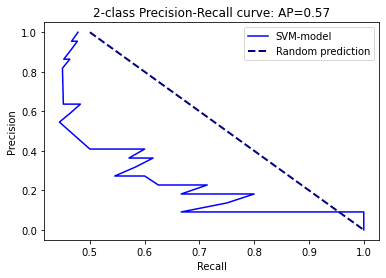 2-class Precision-Recall curve: AP=0.57
SVM-model
Random prediction
Precision
1.0
0.8
0.6
0.4
0.2
0.0
0.5
0.6
0.7
0.8
0.9
1.0
Recall